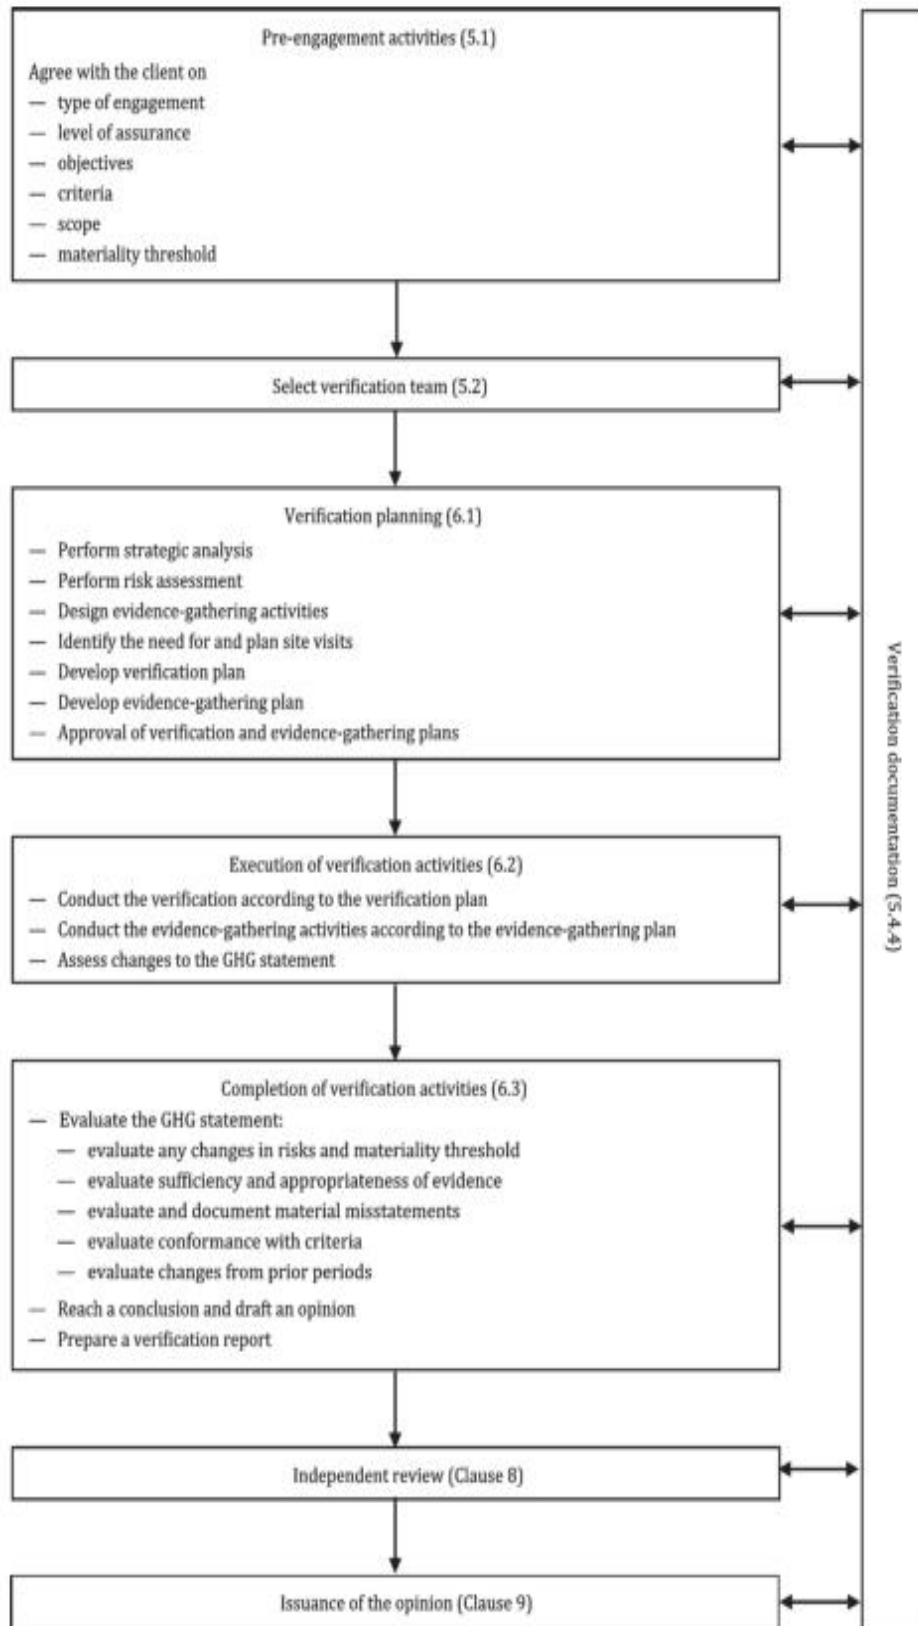 Pre-engagement activities (5.1)
Agree with the client on
— type of engagement
— level of assurance
— objectives
— criteria
— scope
— materiality threshold
Select verification team (5.2)
Verification planning (6.1)
— Perform strategic analysis
— Perform risk assessment
— Design evidence-gathering activities
— Identify the need for and plan site visits
— Develop verification plan
— Develop evidence-gathering plan
— Approval of verification and evidence-gathering plans
Execution of verification activities (6.2)
— Conduct the verification according to the verification plan
— Conduct the evidence-gathering activities according to the evidence-gathering plan
— Assess changes to the GHG statement
Completion of verification activities (6.3)
— Evaluate the GHG statement:
— evaluate any changes in risks and materiality threshold
— evaluate sufficiency and appropriateness of evidence
— evaluate and document material misstatements
— evaluate conformance with criteria
— evaluate changes from prior periods
— Reach a conclusion and draft an opinion
— Prepare a verification report
Independent review (Clause 8)
Issuance of the opinion (Clause 9)
Verification documentation (5.4.4)